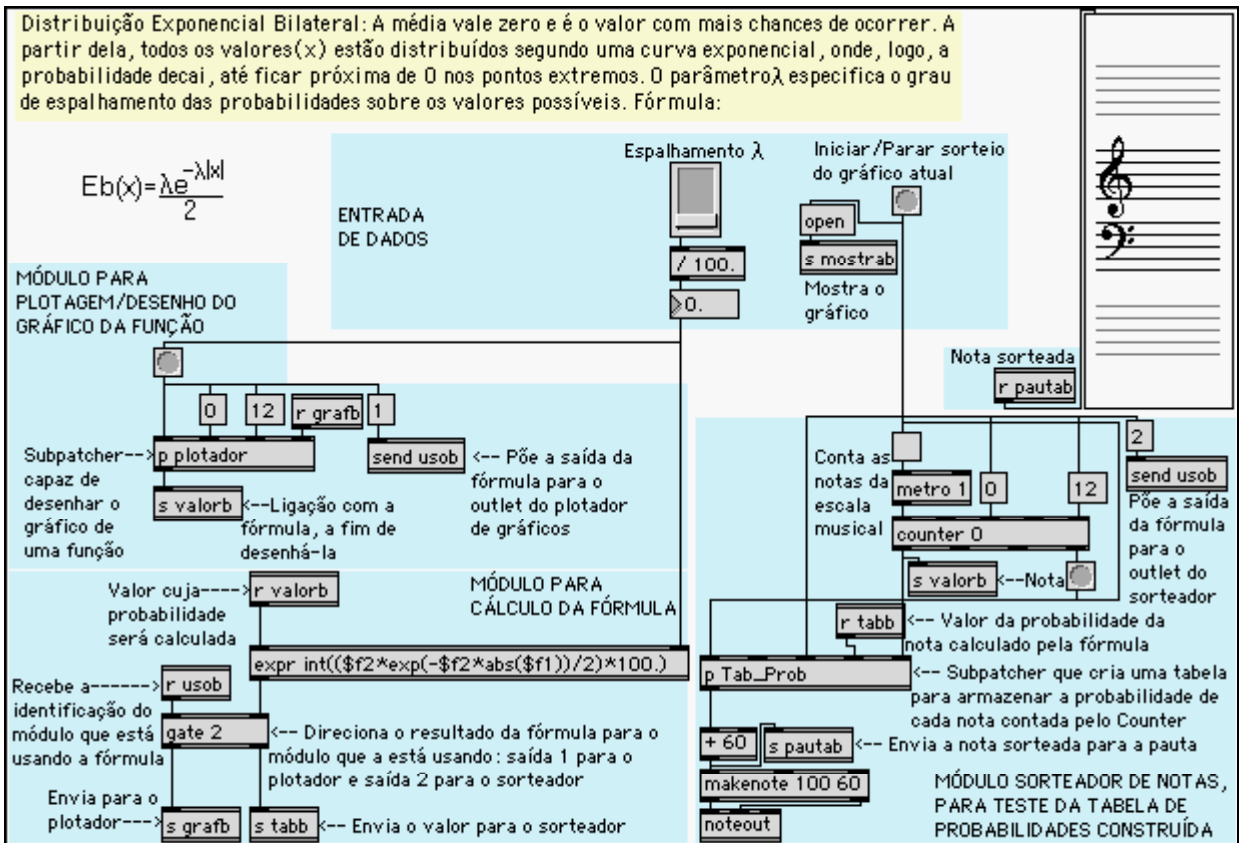 Distribuição Exponencial Bilateral: A média vale zero e é o valor com mais chances de ocorrer. A
partir dela, todos os valores(x) estão distribuídos segundo uma curva exponencial, onde, logo, a
probabilidade decai, até ficar próxima de 0 nos pontos extremos. O parâmetroλ especifica o grau
de espalhamento das probabilidades sobre os valores possíveis. Fórmula:
Eb(x)=λe^-λ|x|
2
ENTRADA
DE DADOS
Espalhamento λ
/ 100.
0.
Iniciar/Parar sorteio
do gráfico atual
open
s mostrab
Mostra o
gráfico
MÓDULO PARA
PLOTAGEM/DESENHO DO
GRÁFICO DA FUNÇÃO
0
12
r grafb
1
Subpatcher-->
capaz de
desenhar o
gráfico de
uma função
p plotador
s valorb
<--Ligação com a
fórmula, a fim de
desenhá-la
send usob
<-- Põe a saída da
fórmula para o
outlet do plotador
de gráficos
Nota sorteada
r pautab
Conta as
notas da
escala
musical
metro 1
0
12
counter 0
s valorb
<--Nota
2
send usob
Põe a saída
da fórmula
para o
outlet do
sorteador
MÓDULO PARA
CÁLCULO DA FÓRMULA
Valor cuja---->
probabilidade
será calculada
r valorb
expr int(($f2*exp(-$f2*abs($f1))/2)*100.)
Recebe a------>
identificação do
módulo que está
usando a fórmula
r usob
gate 2
<-- Direciona o resultado da fórmula para o
módulo que a está usando: saída 1 para o
plotador e saída 2 para o sorteador
Envia para o
plotador--->
s grafb
s tabb
<-- Envia o valor para o sorteador
r tabb
<-- Valor da probabilidade da
nota calculado pela fórmula
p Tab_Prob
<-- Subpatcher que cria uma tabela
para armazenar a probabilidade de
cada nota contada pelo Counter
+ 60
s pautab
<-- Envia a nota sorteada para a pauta
makenote 100 60
noteout
MÓDULO SORTEADOR DE NOTAS,
PARA TESTE DA TABELA DE
PROBABILIDADES CONSTRUÍDA